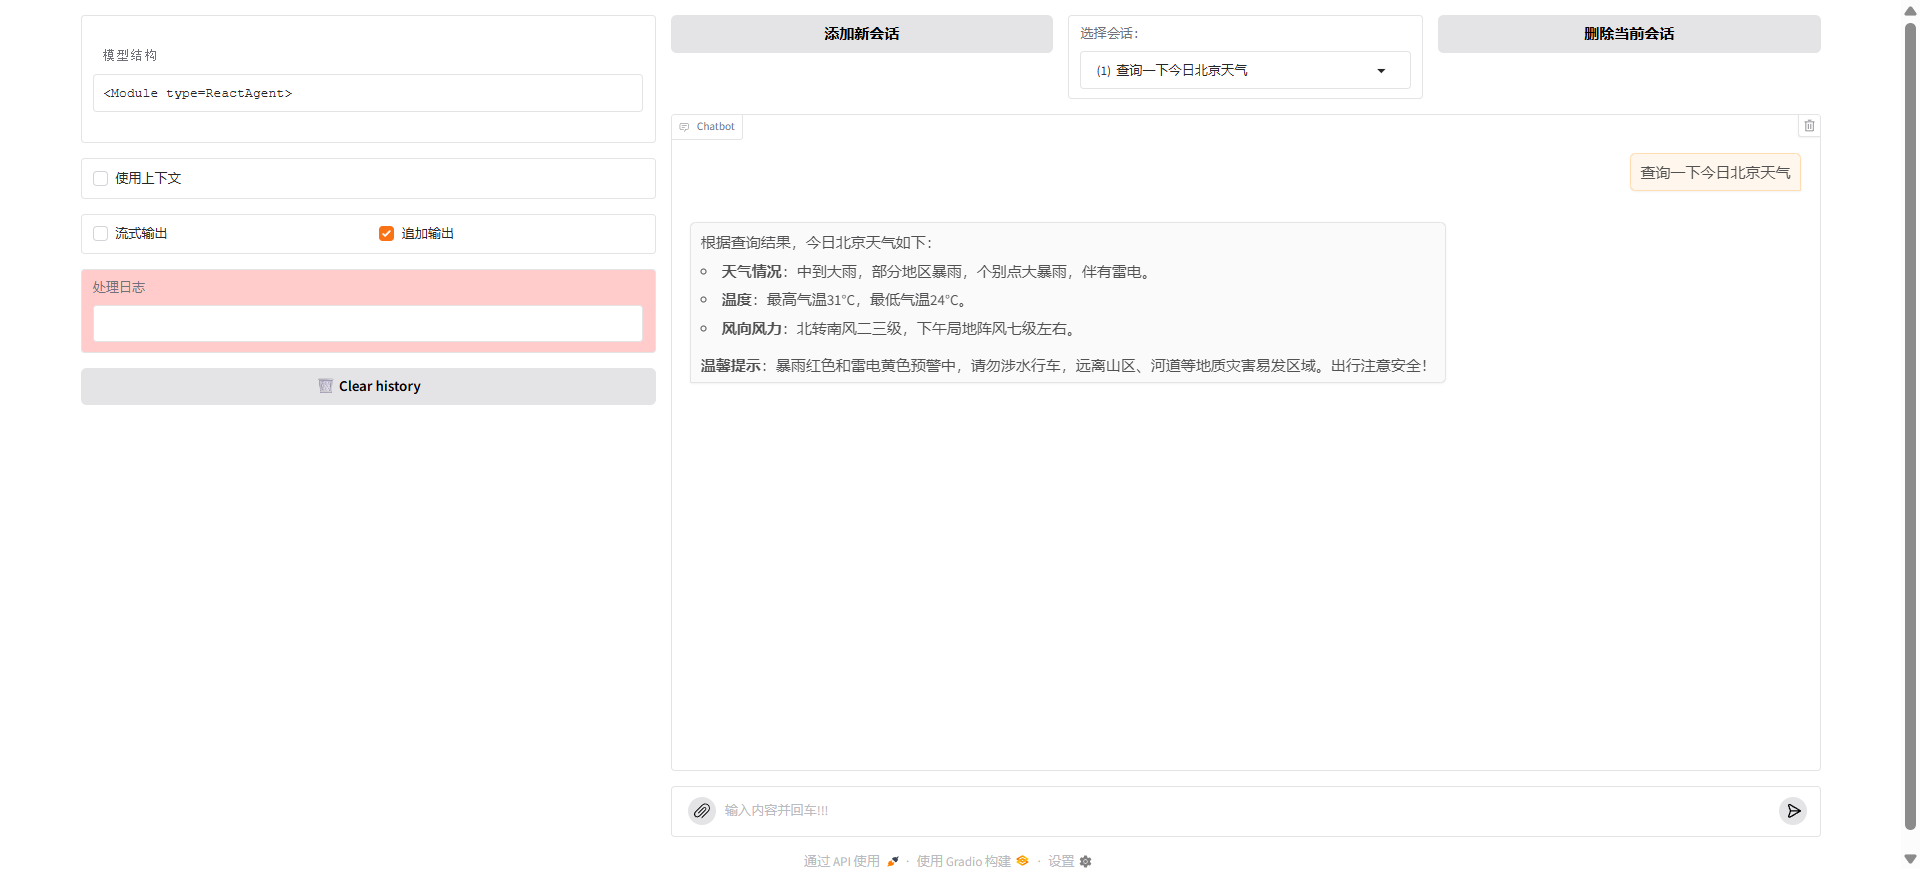 模型结构
<Module type=ReactAgent>
使用上下文
流式输出
追加输出
处理日志
Clear history
添加新会话
选择会话：
(1) 查询一下今日北京天气
删除当前会话
Chatbot
查询一下今日北京天气
根据查询结果，今日北京天气如下：
天气情况：中到大雨，部分地区暴雨，个别点大暴雨，伴有雷电。
温度：最高气温31°C，最低气温24°C。
风向风力：北转南风二三级，下午局地阵风七级左右。
温馨提示：暴雨红色和雷电黄色预警中，请勿涉水行车，远离山区、河道等地质灾害易发区域。出行注意安全！
输入内容并回车!!!
通过 API 使用 · 使用 Gradio 构建 · 设置